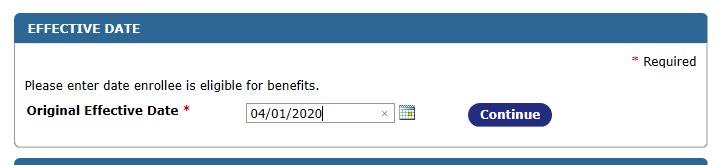 EFFECTIVE DATE
* Required
Please enter date enrollee is eligible for benefits.
Original Effective Date * 04/01/2020 × Continue